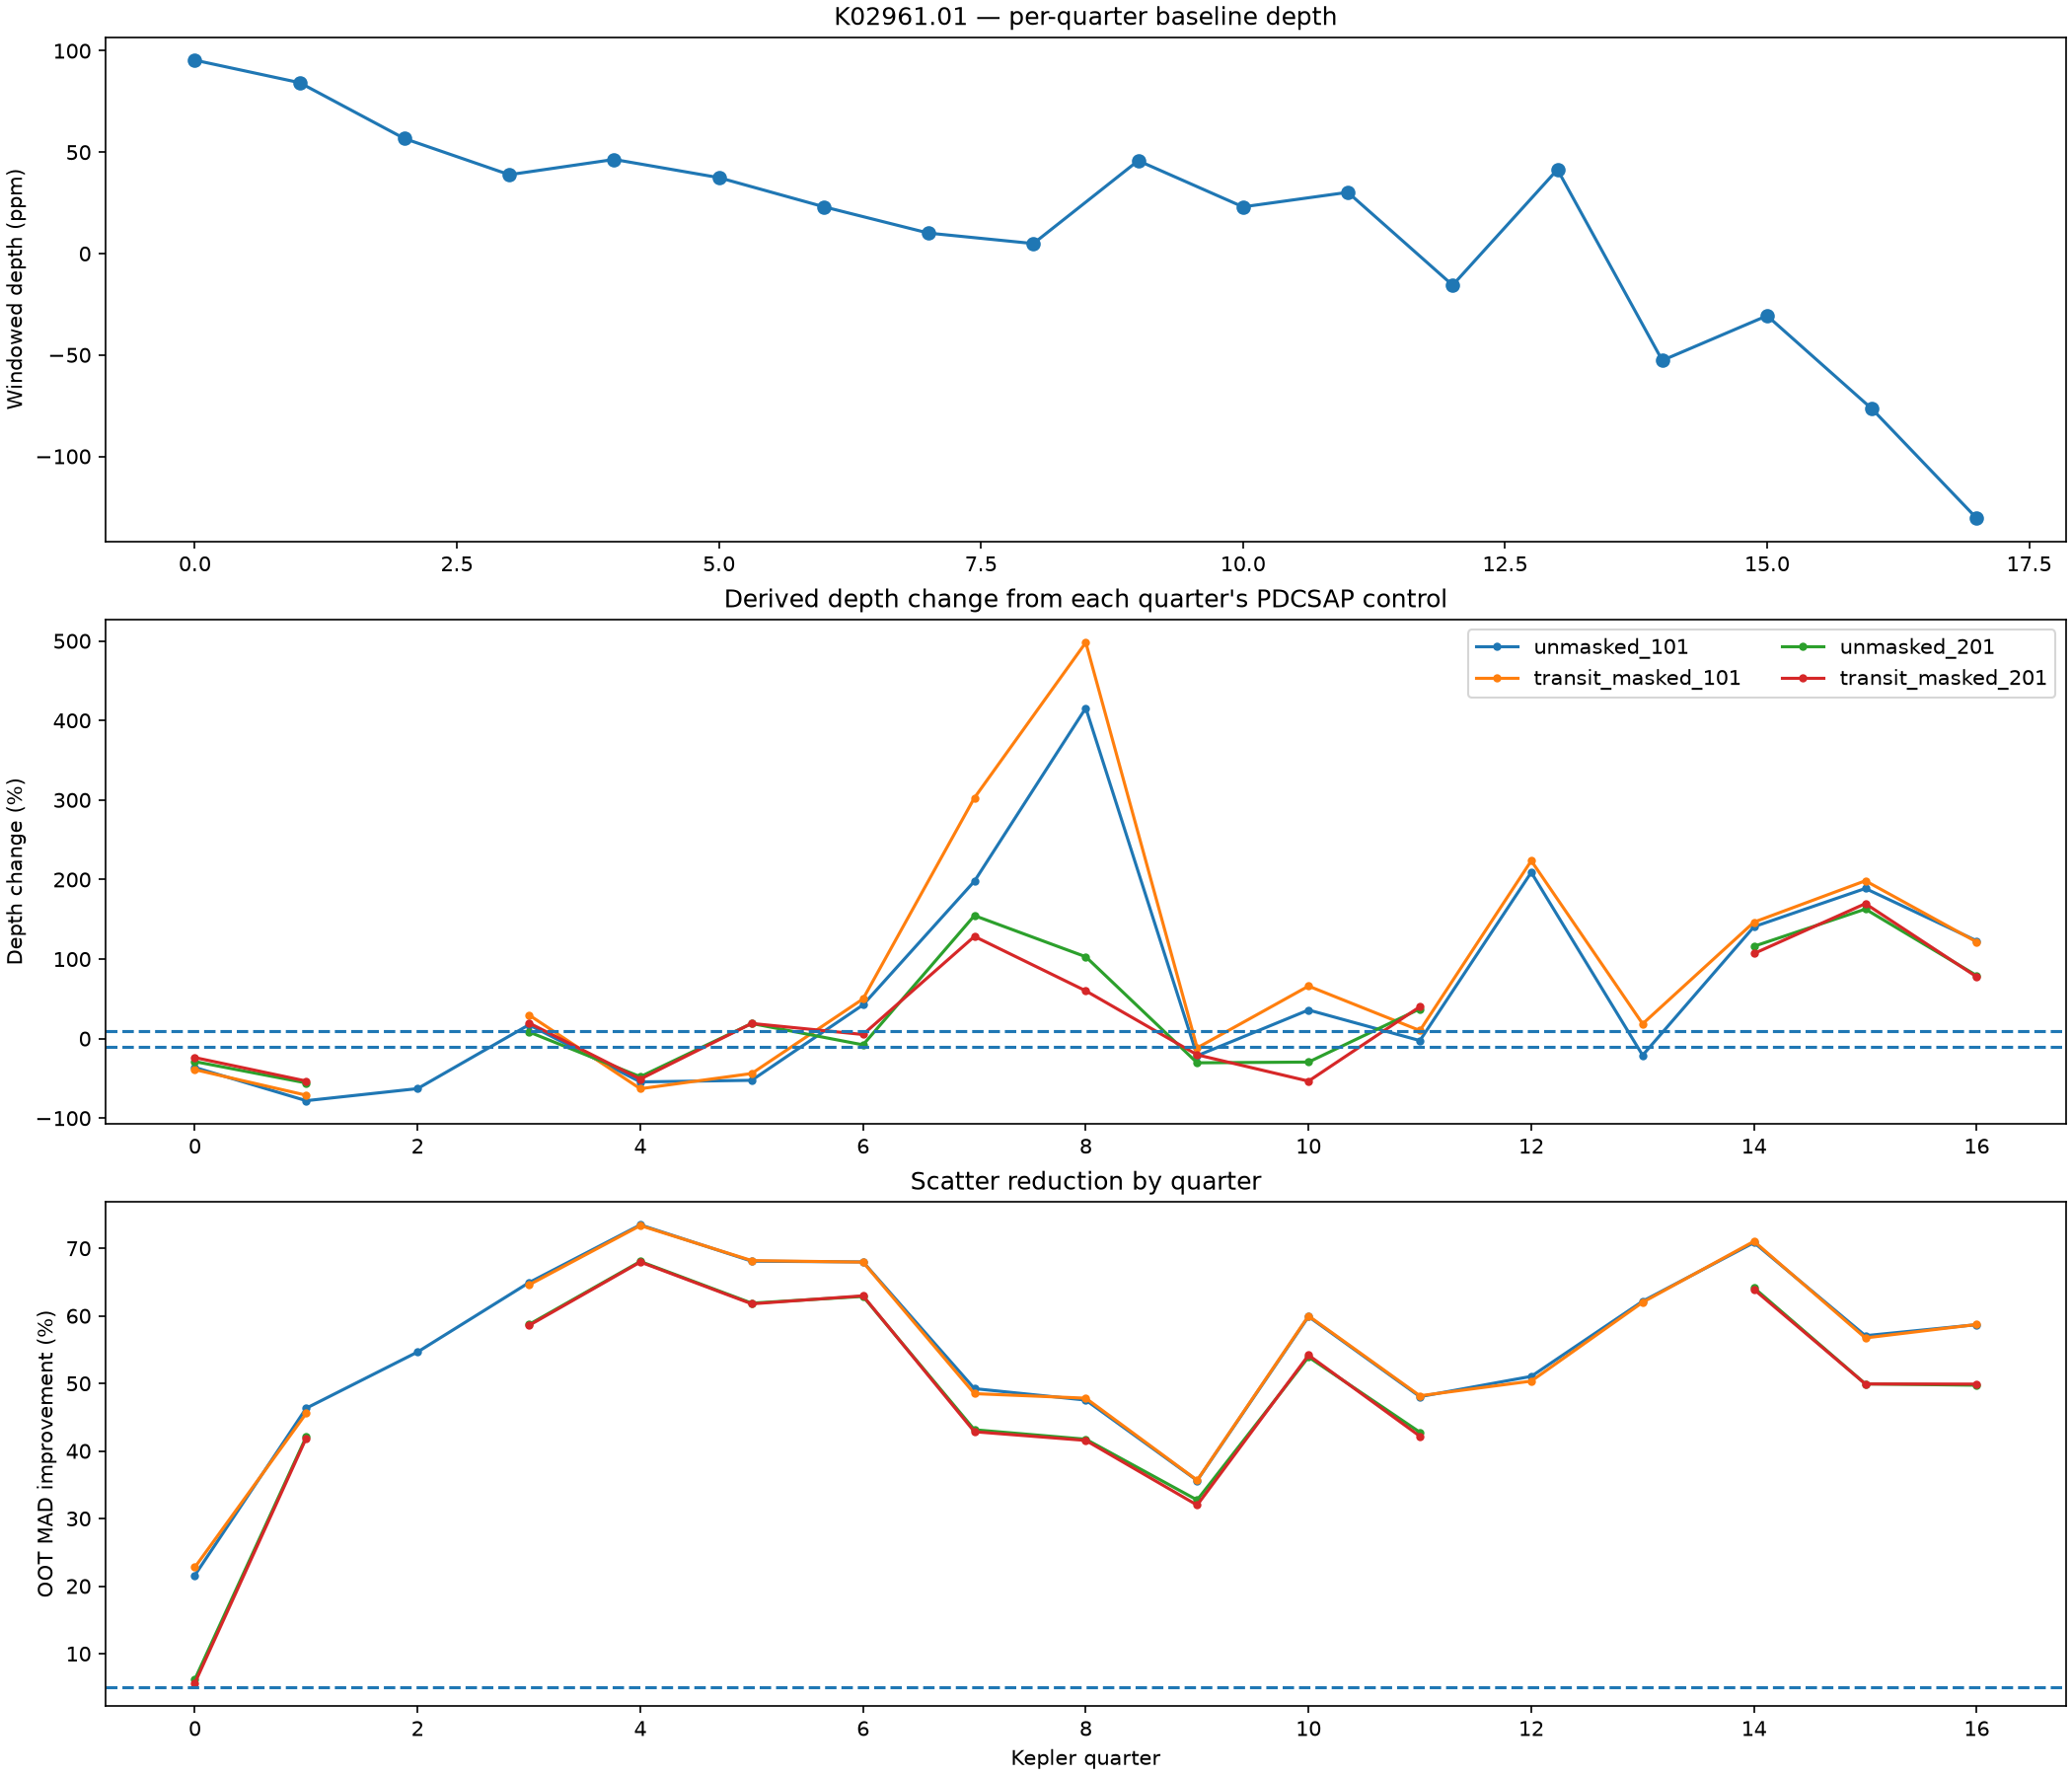 K02961.01 — per-quarter baseline depth
Windowed depth (ppm)
100
50
0
−50
−100
0.0 2.5 5.0 7.5 10.0 12.5 15.0 17.5
Derived depth change from each quarter's PDCSAP control
Depth change (%)
500
400
300
200
100
0
−100
unmasked_101 unmasked_201
transit_masked_101 transit_masked_201
0 2 4 6 8 10 12 14 16
Scatter reduction by quarter
OOT MAD improvement (%)
70
60
50
40
30
20
10
0 2 4 6 8 10 12 14 16
Kepler quarter